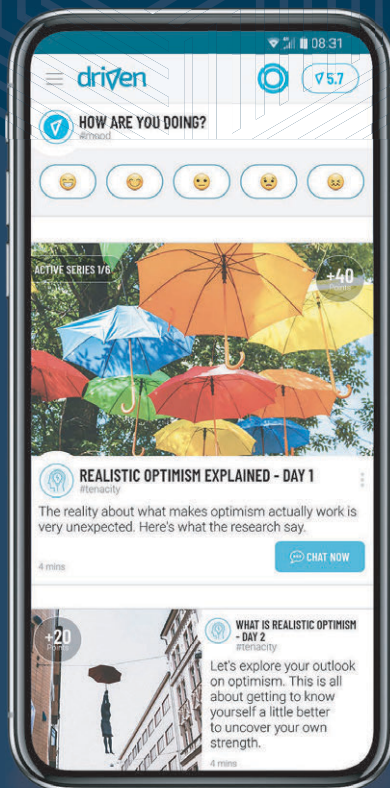 08:31
driven
5.7
HOW ARE YOU DOING?
#mood
ACTIVE SERIES 1/6
+40
Points
REALISTIC OPTIMISM EXPLAINED - DAY 1
#tenacity
The reality about what makes optimism actually work is
very unexpected. Here's what the research say.
4 mins
CHAT NOW
+20
Points
WHAT IS REALISTIC OPTIMISM
- DAY 2
#tenacity
Let's explore your outlook
on optimism. This is all
about getting to know
yourself a little better
to uncover your own
strength.
4 mins